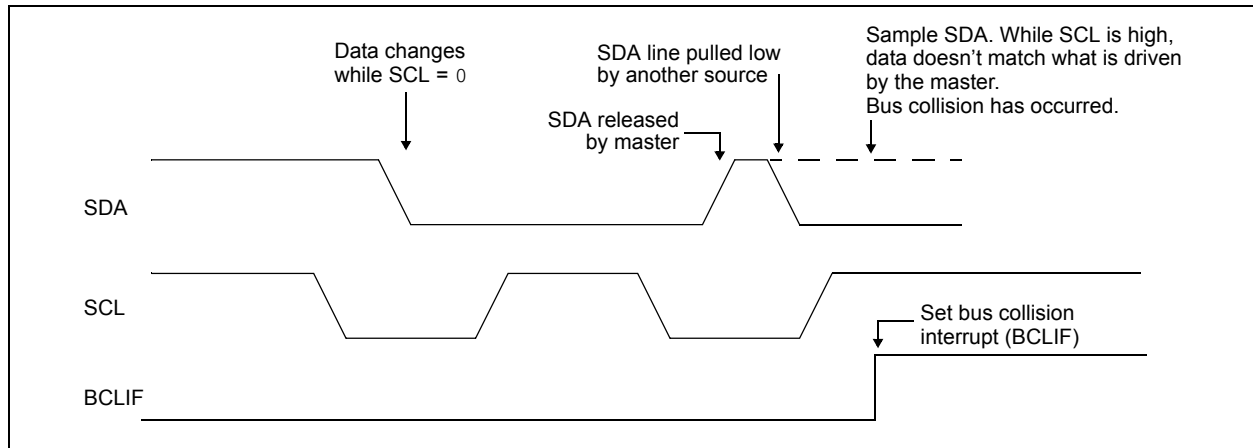 Data changes
while SCL = 0
SDA line pulled low
by another source
Sample SDA. While SCL is high,
data doesn't match what is driven
by the master.
Bus collision has occurred.
SDA released
by master
SDA
SCL
Set bus collision
interrupt (BCLIF)
BCLIF